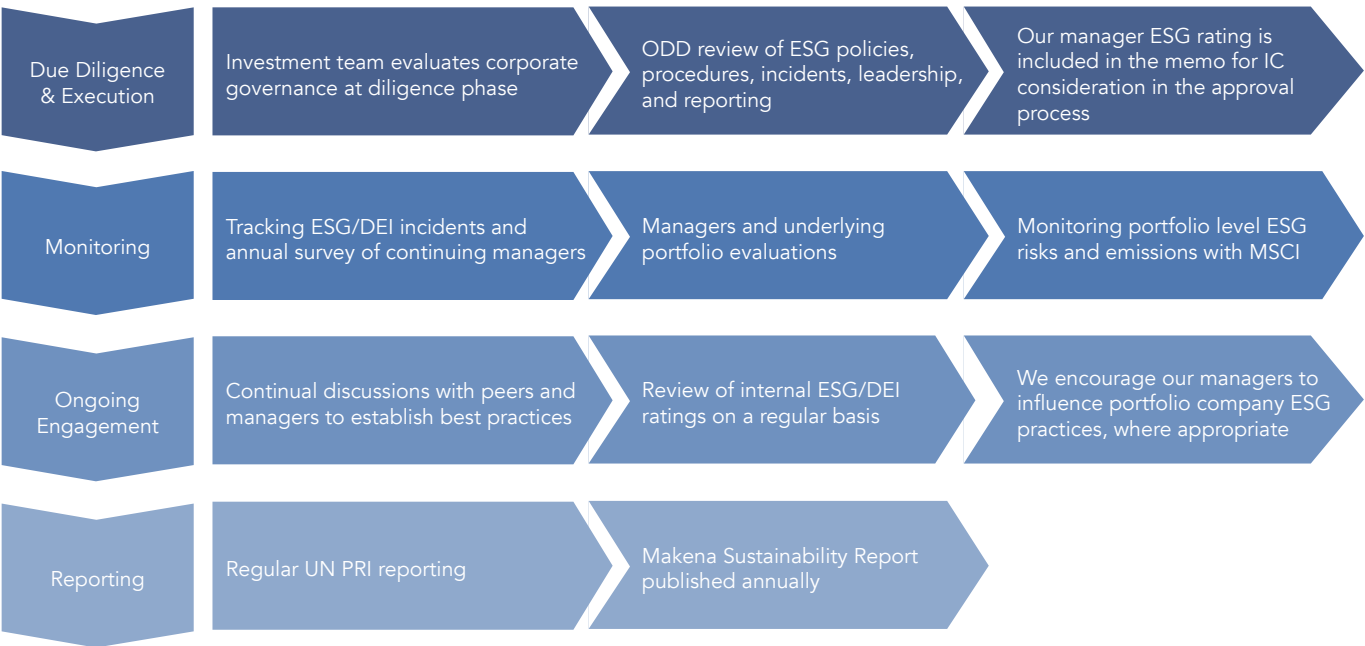 Due Diligence
& Execution
Investment team evaluates corporate
governance at diligence phase
ODD review of ESG policies,
procedures, incidents, leadership,
and reporting
Our manager ESG rating is
included in the memo for IC
consideration in the approval
process
Monitoring
Tracking ESG/DEI incidents and
annual survey of continuing managers
Managers and underlying
portfolio evaluations
Monitoring portfolio level ESG
risks and emissions with MSCI
Ongoing
Engagement
Continual discussions with peers and
managers to establish best practices
Review of internal ESG/DEI
ratings on a regular basis
We encourage our managers to
influence portfolio company ESG
practices, where appropriate
Reporting
Regular UN PRI reporting
Makena Sustainability Report
published annually